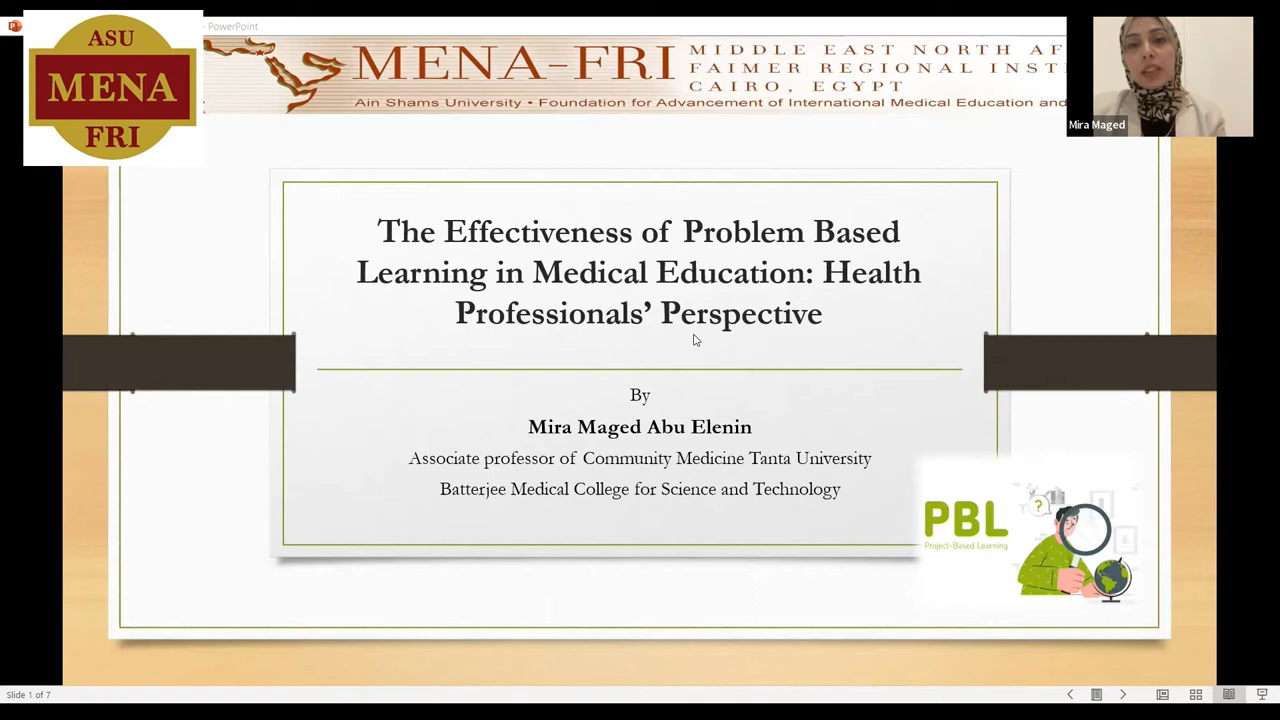 - PowerPoint
ASU
MENA
FRI
MENA-FRI
MIDDLE EAST NORTH AF
FAIMER REGIONAL INST
CAIRO, EGYPT
Ain Shams University • Foundation for Advancement of International Medical Education and
Mira Maged
The Effectiveness of Problem Based
Learning in Medical Education: Health
Professionals’ Perspective
By
Mira Maged Abu Elenin
Associate professor of Community Medicine Tanta University
Batterjee Medical College for Science and Technology
?
PBL
Project-Based Learning
Slide 1 of 7